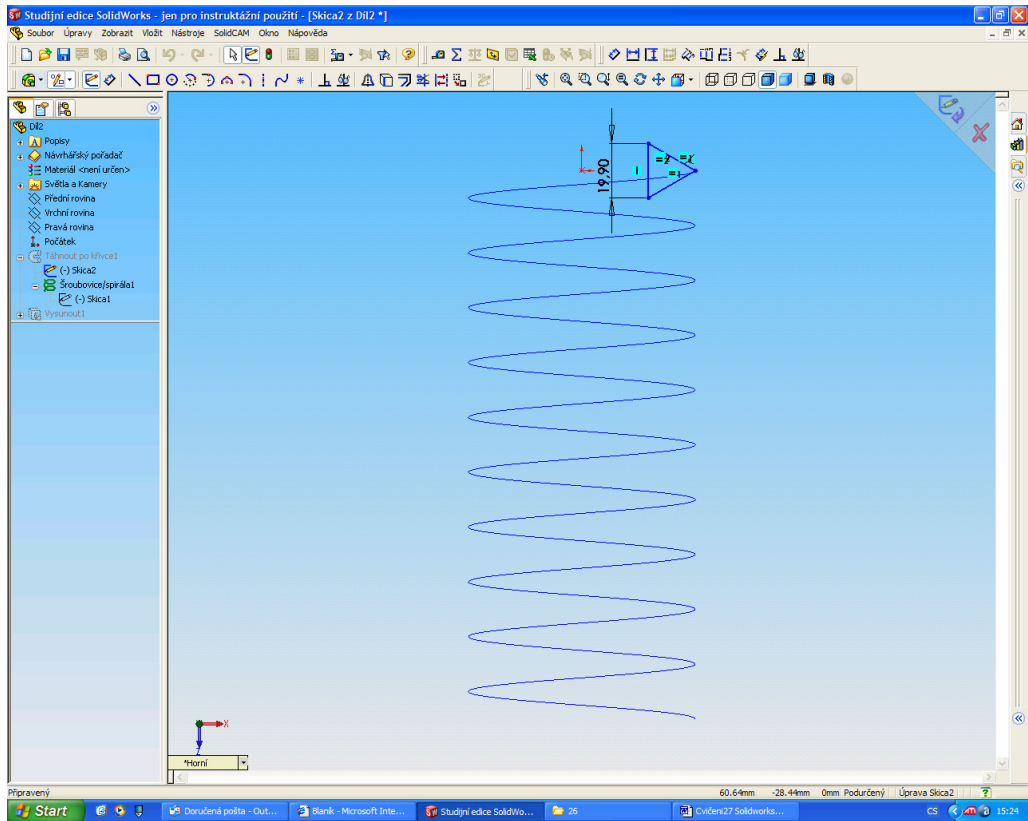 Studijní edice SolidWorks - jen pro instruktážní použití - [Skica2 z Díl2 *]
Soubor Úpravy Zobrazit Vložit Nástroje SolidCAM Okno Nápověda
Díl2
Popisy
Návrhářský pořadač
Materiál <není určen>
Světla a Kamery
Přední rovina
Vrchní rovina
Pravá rovina
Počátek
Táhnout po křivce1
(-) Skica2
Šroubovice/spirála1
(-) Skica1
Vysunout1
19,90
X
Z
*Horní
Připravený
60.64mm -28.44mm 0mm Podurčený Úprava Skica2
Start
Doručená pošta - Out...
Blaník - Microsoft Inte...
Studijní edice SolidWo...
26
Cvičení27 Solidworks...
CS
15:24